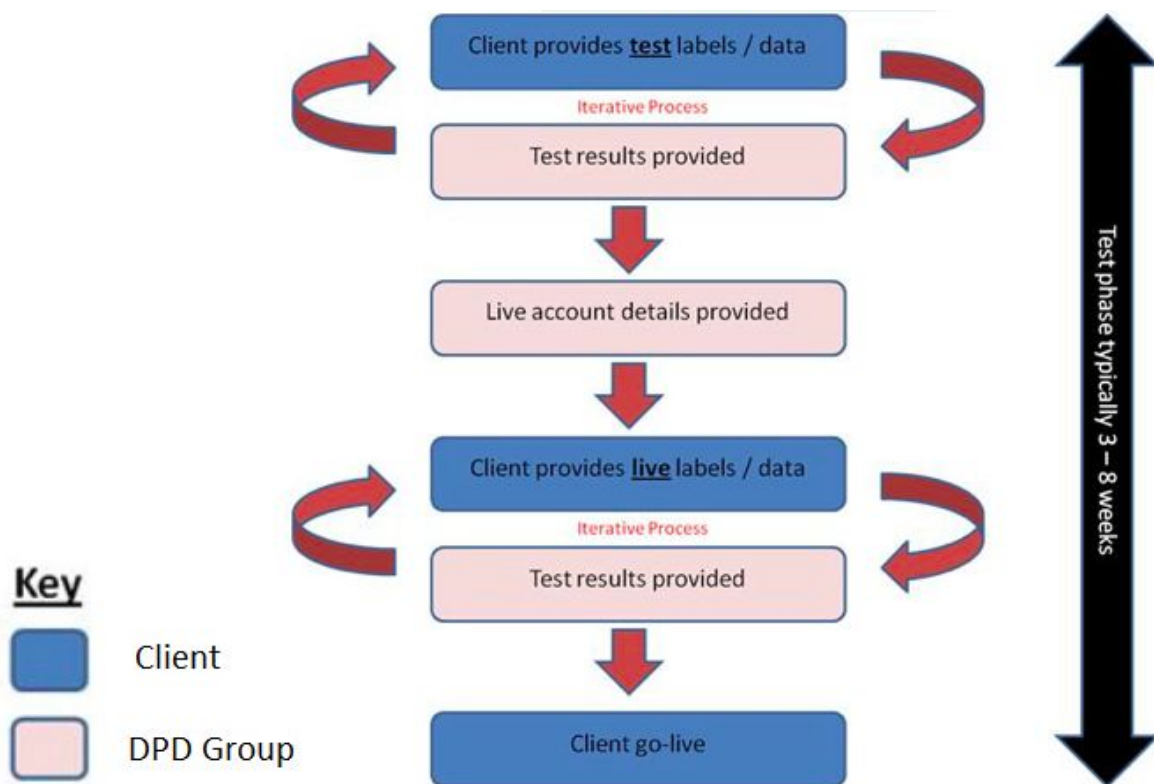 Client provides test labels / data
Iterative Process
Test results provided
Live account details provided
Client provides live labels / data
Iterative Process
Test results provided
Client go-live
Test phase typically 3 – 8 weeks
Key
Client
DPD Group